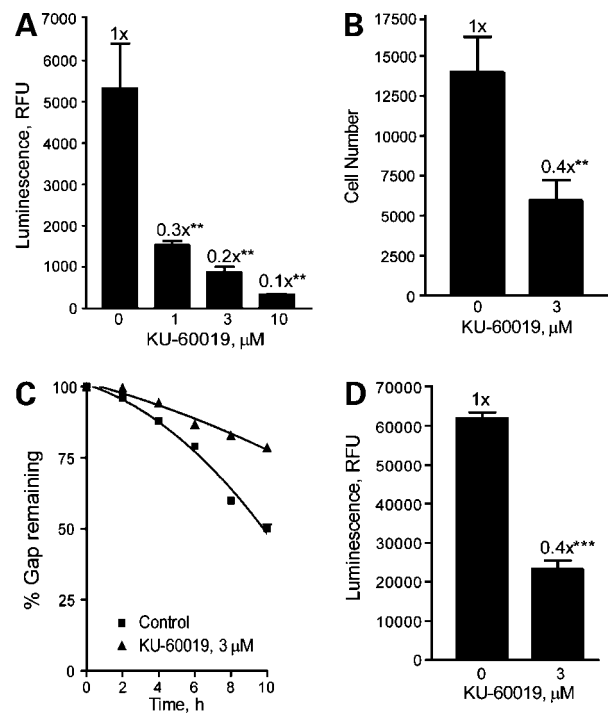 A
7000
6000
5000
4000
3000
2000
1000
0
Luminescence, RFU
1x
0.3x**
0.2x**
0.1x**
0 1 3 10
KU-60019, µM
B
17500
15000
12500
10000
7500
5000
2500
0
Cell Number
1x
0.4x**
0 3
KU-60019, µM
C
100
75
50
25
0
% Gap remaining
Control
KU-60019, 3 µM
0 2 4 6 8 10
Time, h
D
70000
60000
50000
40000
30000
20000
10000
0
Luminescence, RFU
1x
0.4x***
0 3
KU-60019, µM